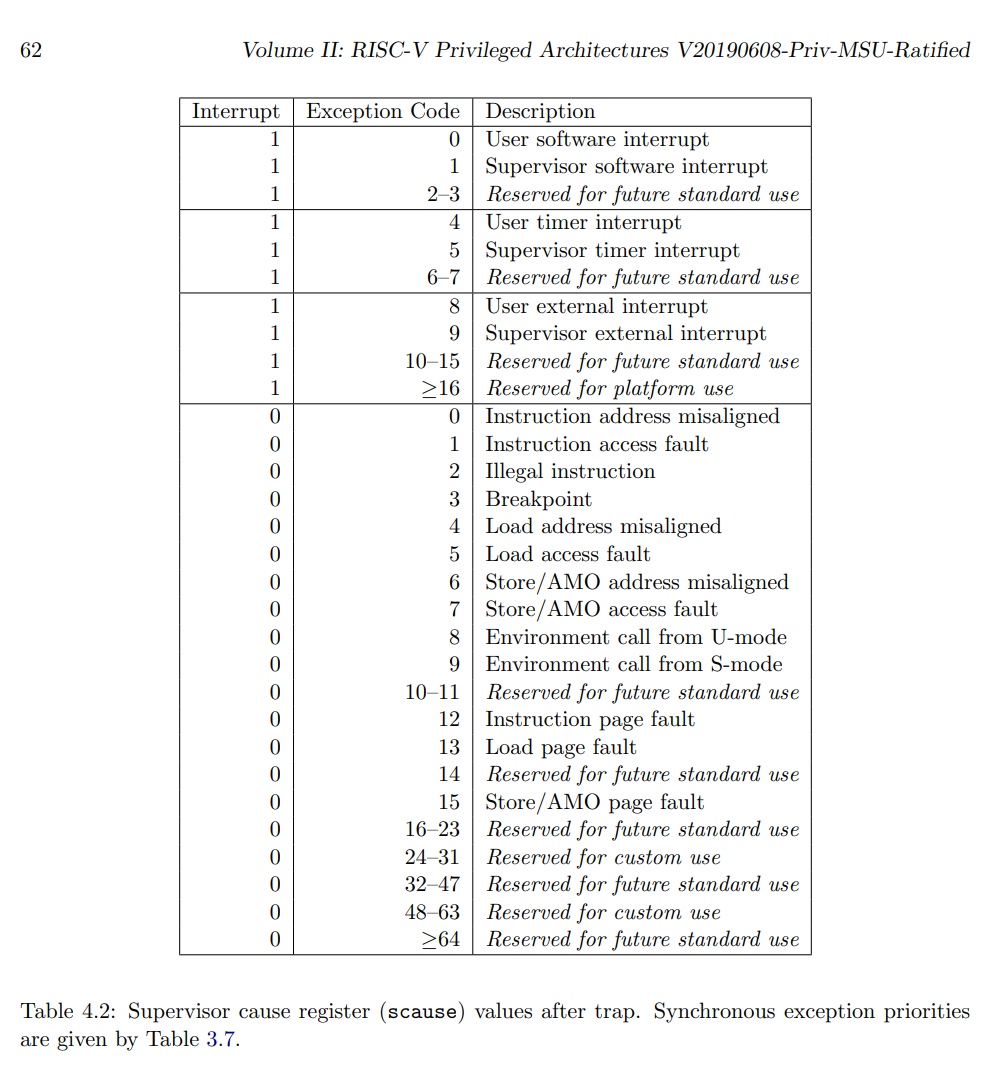 62 Volume II: RISC-V Privileged Architectures V20190608-Priv-MSU-Ratified
Interrupt Exception Code Description
1 0 User software interrupt
1 1 Supervisor software interrupt
1 2–3 Reserved for future standard use
1 4 User timer interrupt
1 5 Supervisor timer interrupt
1 6–7 Reserved for future standard use
1 8 User external interrupt
1 9 Supervisor external interrupt
1 10–15 Reserved for future standard use
1 ≥16 Reserved for platform use
0 0 Instruction address misaligned
0 1 Instruction access fault
0 2 Illegal instruction
0 3 Breakpoint
0 4 Load address misaligned
0 5 Load access fault
0 6 Store/AMO address misaligned
0 7 Store/AMO access fault
0 8 Environment call from U-mode
0 9 Environment call from S-mode
0 10–11 Reserved for future standard use
0 12 Instruction page fault
0 13 Load page fault
0 14 Reserved for future standard use
0 15 Store/AMO page fault
0 16–23 Reserved for future standard use
0 24–31 Reserved for custom use
0 32–47 Reserved for future standard use
0 48–63 Reserved for custom use
0 ≥64 Reserved for future standard use
Table 4.2: Supervisor cause register (scause) values after trap. Synchronous exception priorities
are given by Table 3.7.